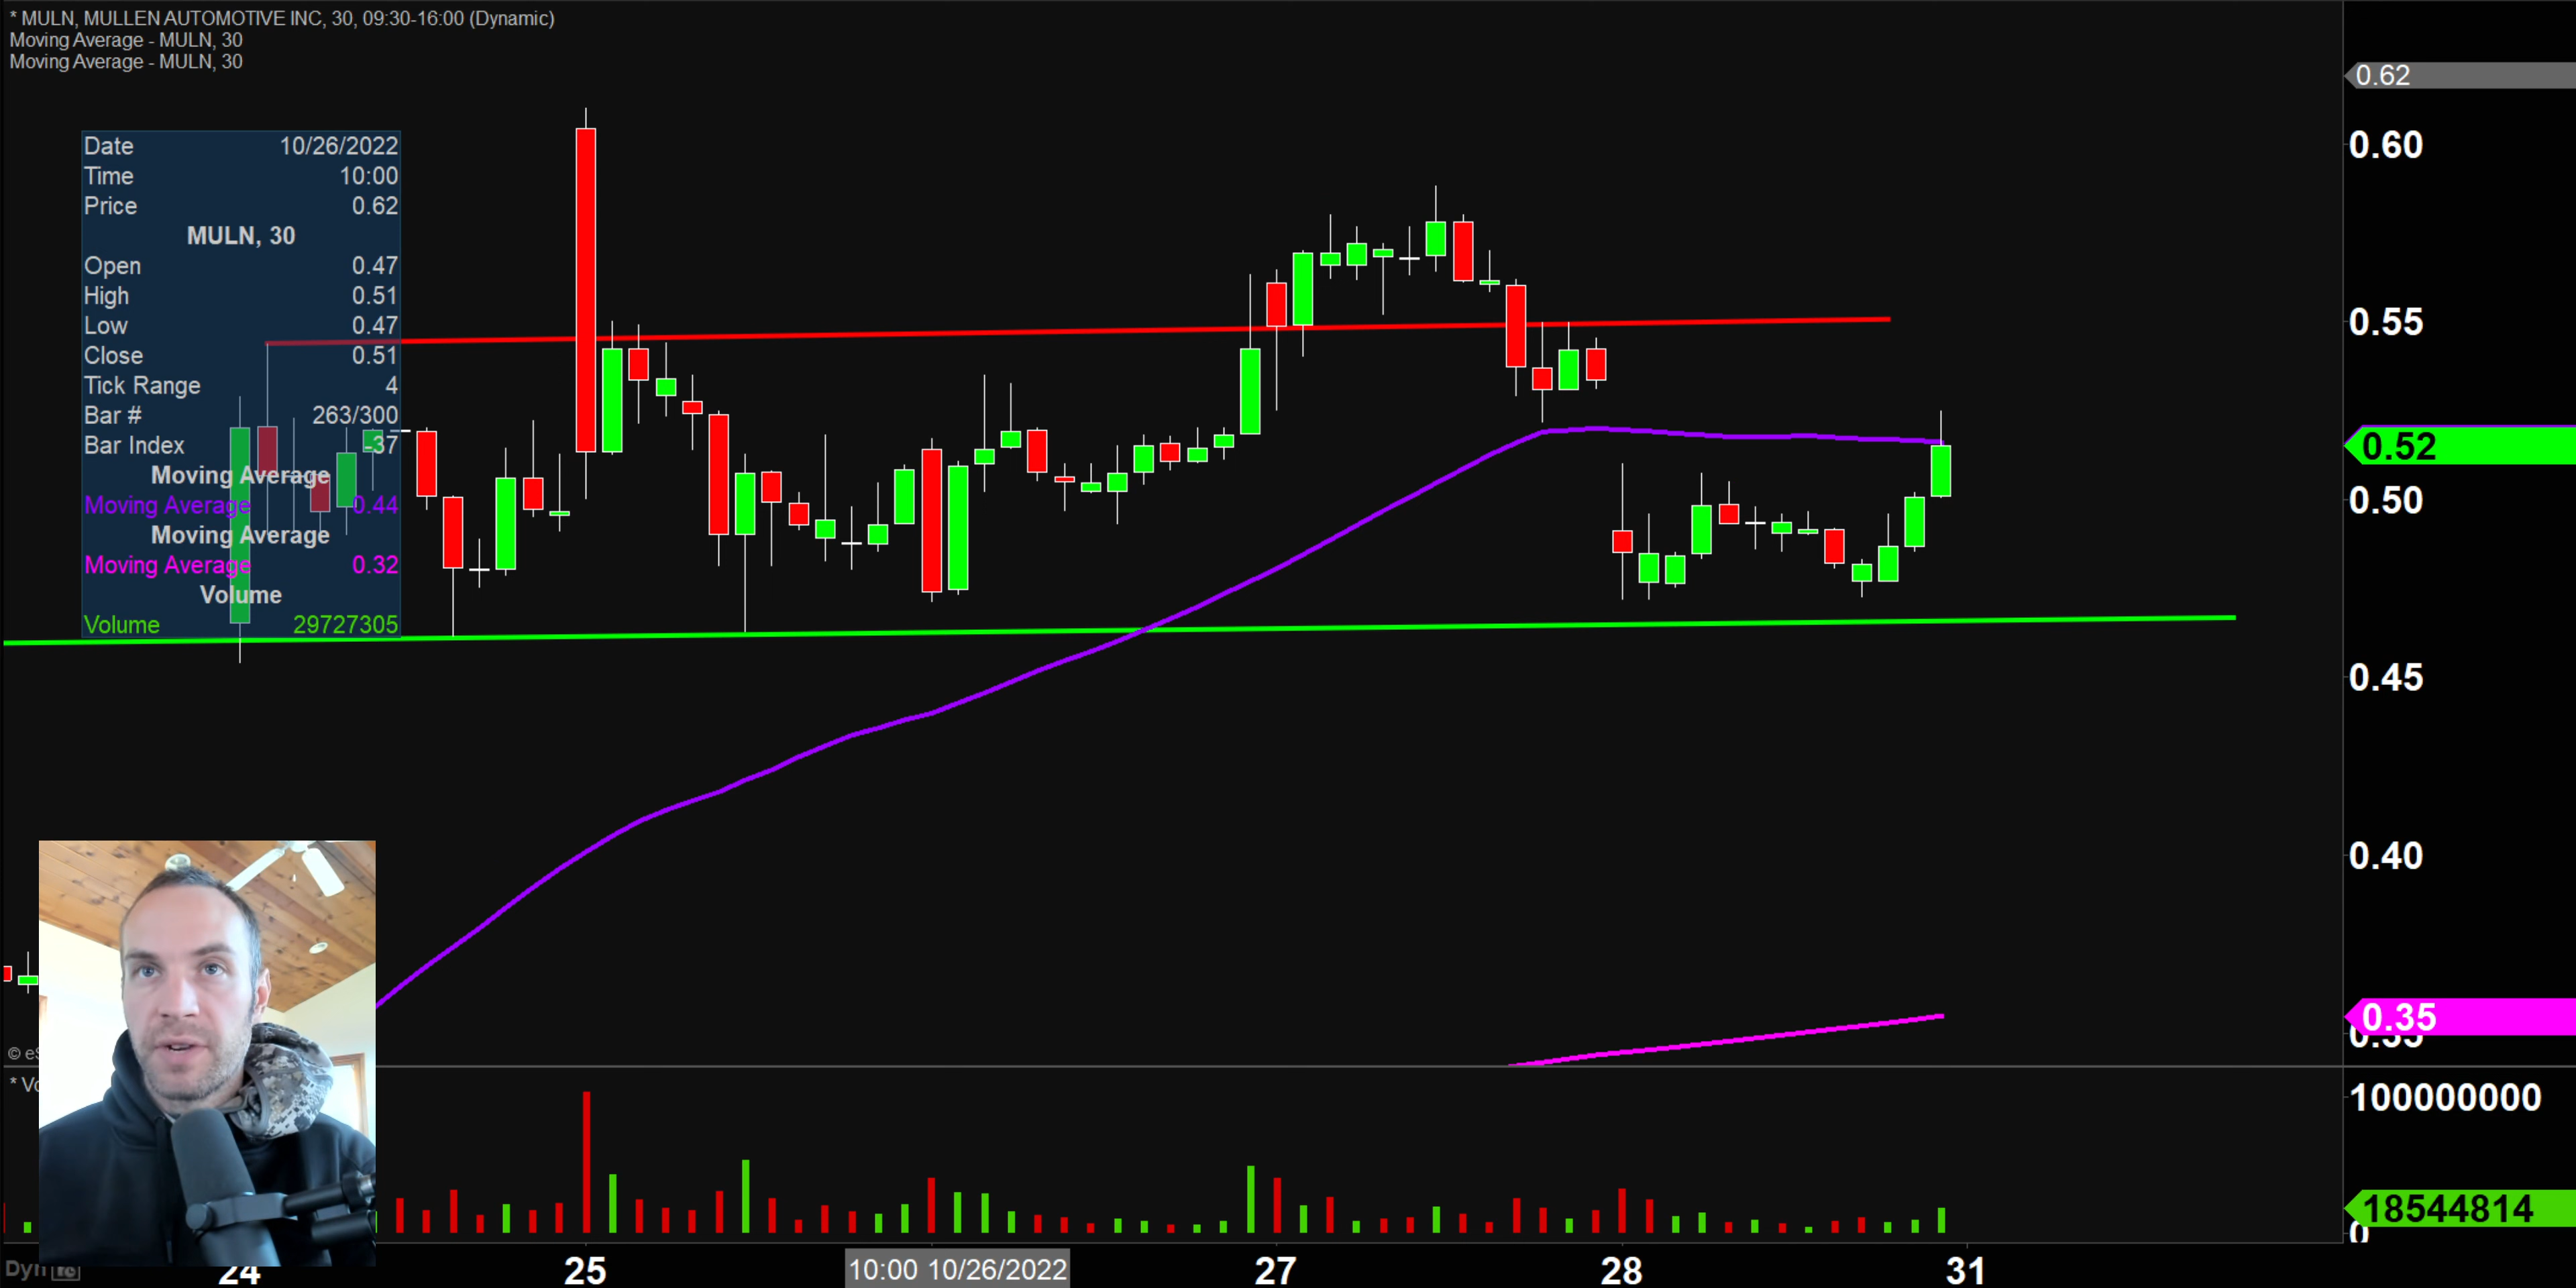 * MULN, MULLEN AUTOMOTIVE INC, 30, 09:30-16:00 (Dynamic)
Moving Average - MULN, 30
Moving Average - MULN, 30
0.62
Date 10/26/2022
Time 10:00
Price 0.62
MULN, 30
Open 0.47
High 0.51
Low 0.47
Close 0.51
Tick Range 4
Bar # 263/300
Bar Index -37
Moving Average
Moving Average 0.44
Moving Average
Moving Average 0.32
Volume
Volume 29727305
0.60
0.55
0.52
0.50
0.45
0.40
0.35
0.35
©
* Vo
100000000
18544814
0
Dyn
24 25 10:00 10/26/2022 27 28 31